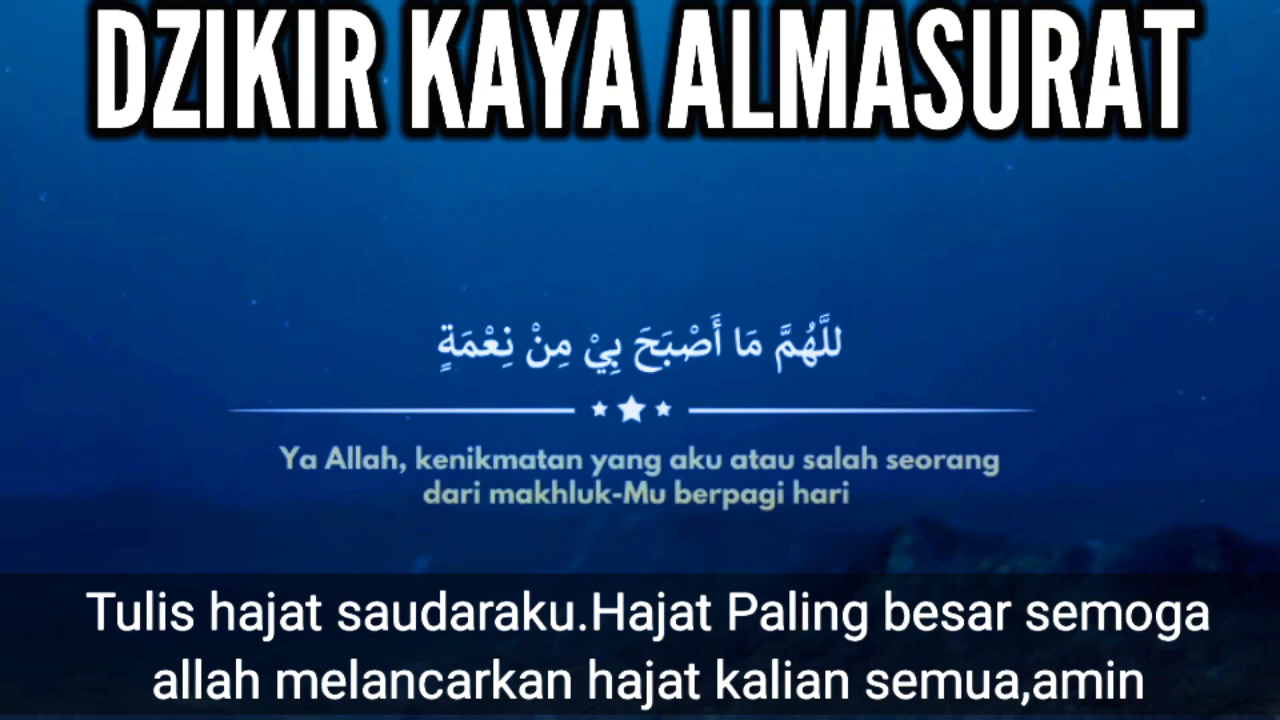 DZIKIR KAYA ALMASURAT
للَّهُمَّ مَا أَصْبَحَ بِيْ مِنْ نِعْمَةٍ
Ya Allah, kenikmatan yang aku atau salah seorang
dari makhluk-Mu berpagi hari
Tulis hajat saudaraku.Hajat Paling besar semoga
allah melancarkan hajat kalian semua,amin